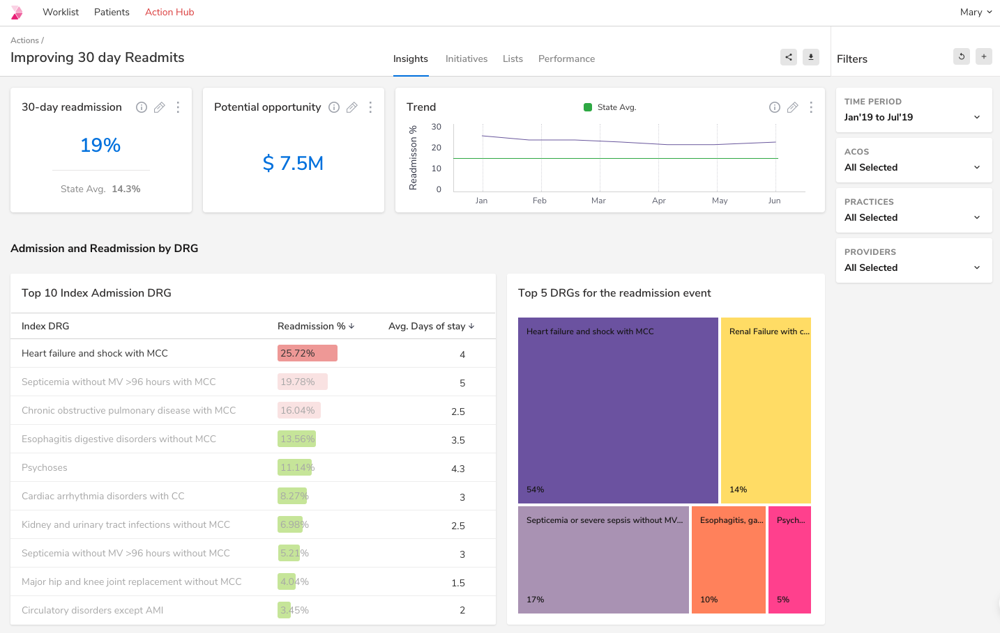 Worklist Patients Action Hub Mary
Actions /
Improving 30 day Readmits
Insights Initiatives Lists Performance
Filters
30-day readmission
19%
State Avg. 14.3%
Potential opportunity
$ 7.5M
Trend
State Avg.
Readmisson %
30
20
10
0
Jan Feb Mar Apr May Jun
TIME PERIOD
Jan'19 to Jul'19
ACOS
All Selected
PRACTICES
All Selected
PROVIDERS
All Selected
Admission and Readmission by DRG
Top 10 Index Admission DRG
Index DRG Readmission % Avg. Days of stay
Heart failure and shock with MCC 25.72% 4
Septicemia without MV >96 hours with MCC 19.78% 5
Chronic obstructive pulmonary disease with MCC 16.04% 2.5
Esophagitis digestive disorders without MCC 13.56% 3.5
Psychoses 11.14% 4.3
Cardiac arrhythmia disorders with CC 8.27% 3
Kidney and urinary tract infections without MCC 6.98% 2.5
Septicemia without MV >96 hours without MCC 5.21% 3
Major hip and knee joint replacement without MCC 4.04% 1.5
Circulatory disorders except AMI 3.45% 2
Top 5 DRGs for the readmission event
Heart failure and shock with MCC
54%
Renal Failure with c...
14%
Septicemia or severe sepsis without MV...
17%
Esophagitis, ga...
10%
Psych...
5%